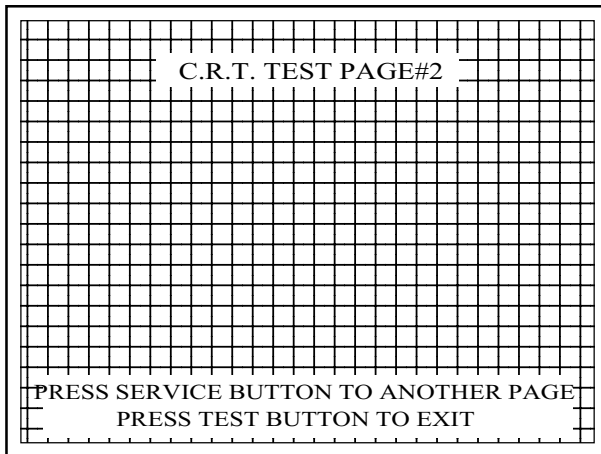 C.R.T. TEST PAGE#2
PRESS SERVICE BUTTON TO ANOTHER PAGE
PRESS TEST BUTTON TO EXIT